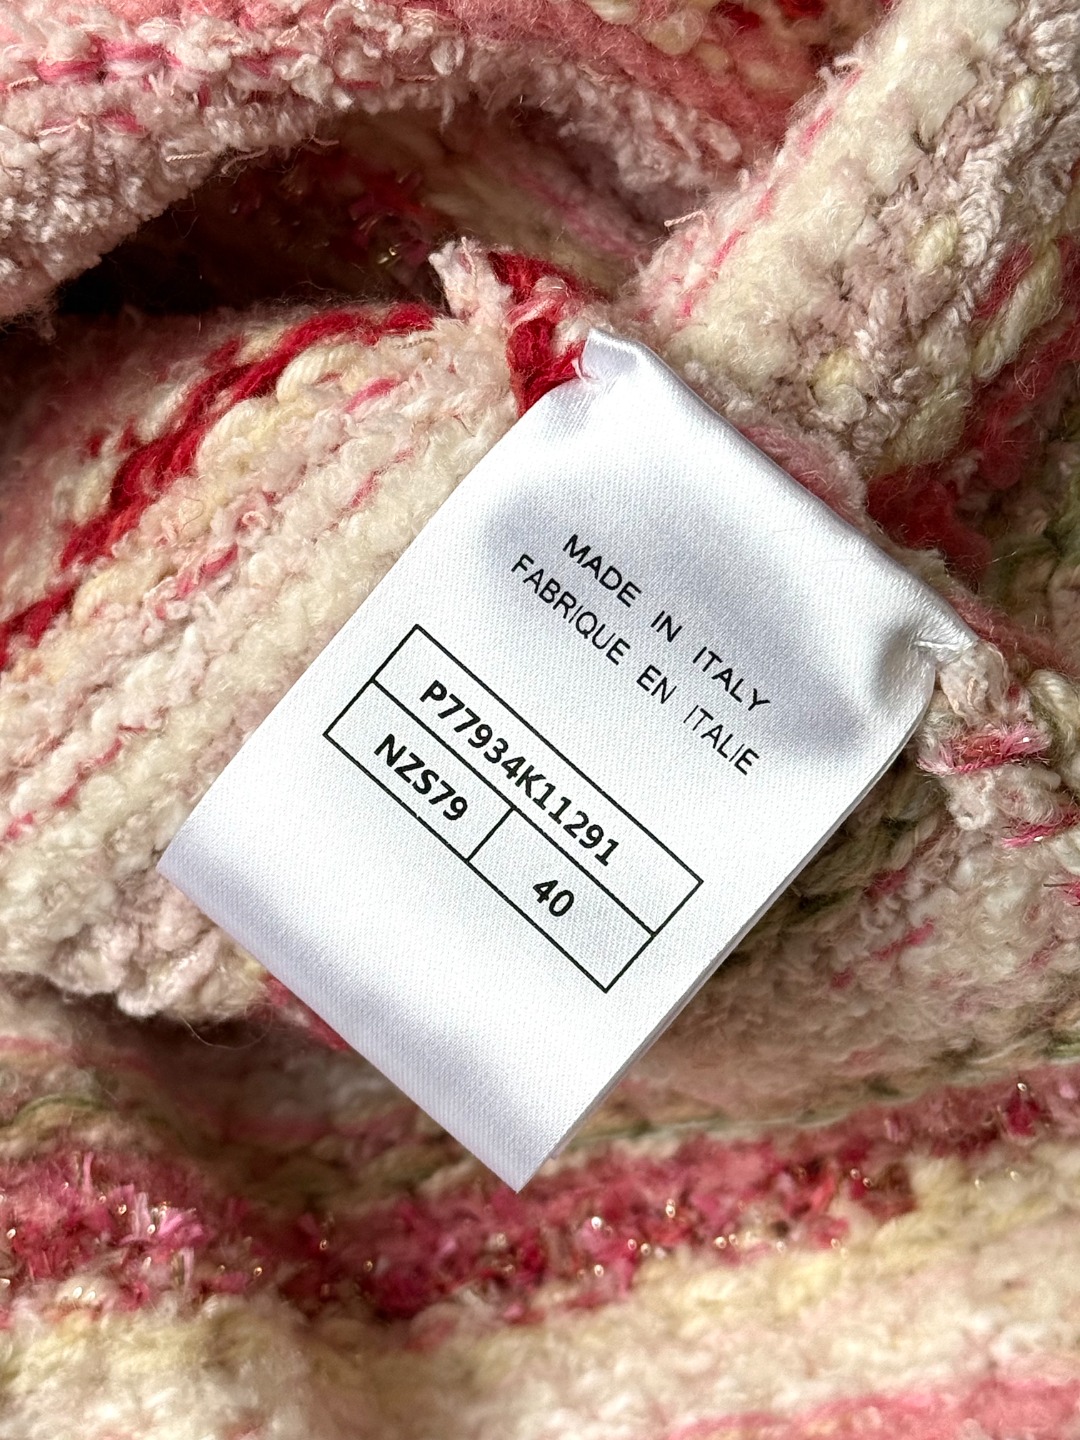 MADE IN ITALY
FABRIQUE EN ITALIE
P77934K11291
NZS79
40